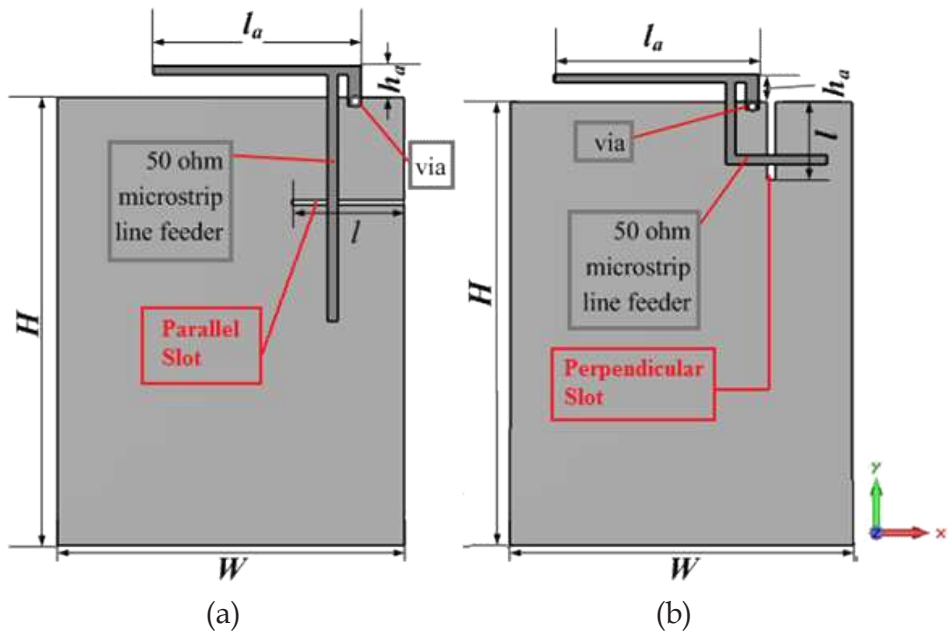 l_a
h_a
50 ohm
microstrip
line feeder
via
l
H
Parallel
Slot
W
(a)
l_a
h_a
via
l
50 ohm
microstrip
line feeder
H
Perpendicular
Slot
Y
X
W
(b)